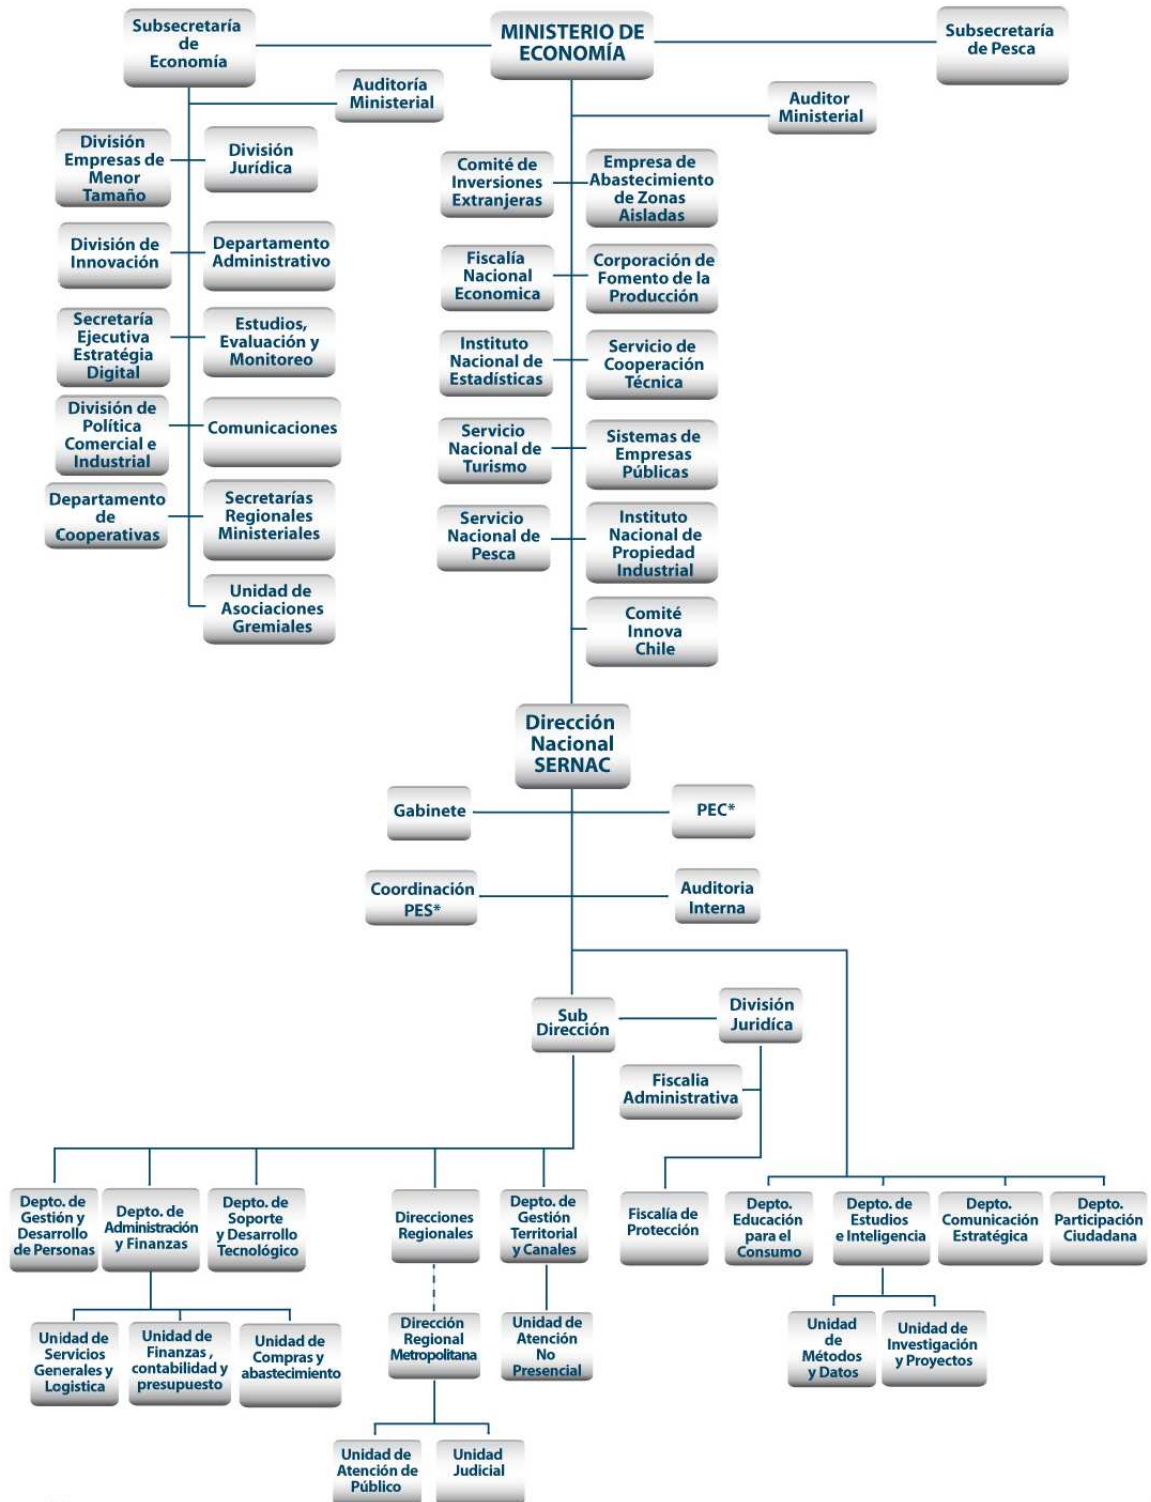 Subsecretaría
de
Economía
MINISTERIO DE
ECONOMÍA
Subsecretaría
de Pesca
Auditoría
Ministerial
Auditor
Ministerial
División
Empresas de
Menor
Tamaño
División
Jurídica
División de
Innovación
Departamento
Administrativo
Secretaría
Ejecutiva
Estratégia
Digital
Estudios,
Evaluación y
Monitoreo
División de
Política
Comercial e
Industrial
Comunicaciones
Departamento
de
Cooperativas
Secretarías
Regionales
Ministeriales
Unidad de
Asociaciones
Gremiales
Comité de
Inversiones
Extranjeras
Empresa de
Abastecimiento
de Zonas
Aisladas
Fiscalía
Nacional
Economica
Corporación de
Fomento de la
Producción
Instituto
Nacional de
Estadísticas
Servicio de
Cooperación
Técnica
Servicio
Nacional de
Turismo
Sistemas de
Empresas
Públicas
Servicio
Nacional de
Pesca
Instituto
Nacional de
Propiedad
Industrial
Comité
Innova
Chile
Dirección
Nacional
SERNAC
Gabinete
PEC*
Coordinación
PES*
Auditoria
Interna
Sub
Dirección
División
Juridíca
Fiscalia
Administrativa
Depto. de
Gestión y
Desarrollo
de Personas
Depto. de
Administración
y Finanzas
Depto. de
Soporte
y Desarrollo
Tecnológico
Direcciones
Regionales
Depto. de
Gestión
Territorial
y Canales
Fiscalía de
Protección
Depto.
Educación
para el
Consumo
Depto. de
Estudios
e Inteligencia
Depto.
Comunicación
Estratégica
Depto.
Participación
Ciudadana
Unidad de
Servicios
Generales y
Logistica
Unidad de
Finanzas ,
contabilidad y
presupuesto
Unidad de
Compras y
abastecimiento
Dirección
Regional
Metropolitana
Unidad de
Atención
No
Presencial
Unidad
de
Métodos
y Datos
Unidad de
Investigación
y Proyectos
Unidad de
Atención de
Público
Unidad
Judicial